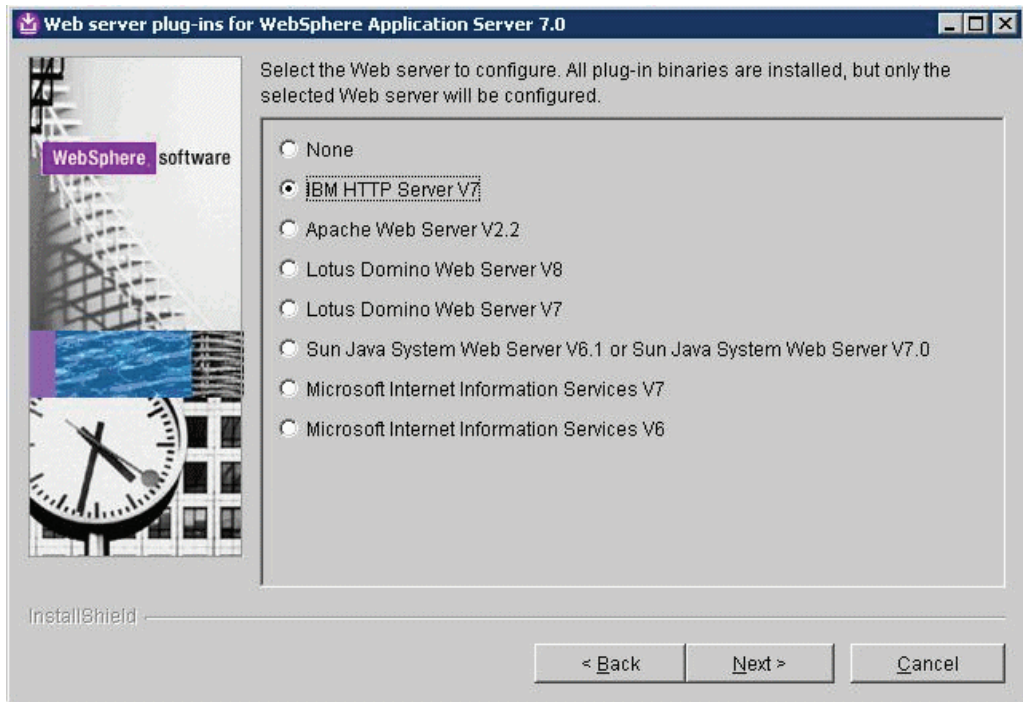 Web server plug-ins for WebSphere Application Server 7.0
Select the Web server to configure. All plug-in binaries are installed, but only the
selected Web server will be configured.
WebSphere software
None
IBM HTTP Server V7
Apache Web Server V2.2
Lotus Domino Web Server V8
Lotus Domino Web Server V7
Sun Java System Web Server V6.1 or Sun Java System Web Server V7.0
Microsoft Internet Information Services V7
Microsoft Internet Information Services V6
InstallShield
< Back
Next >
Cancel